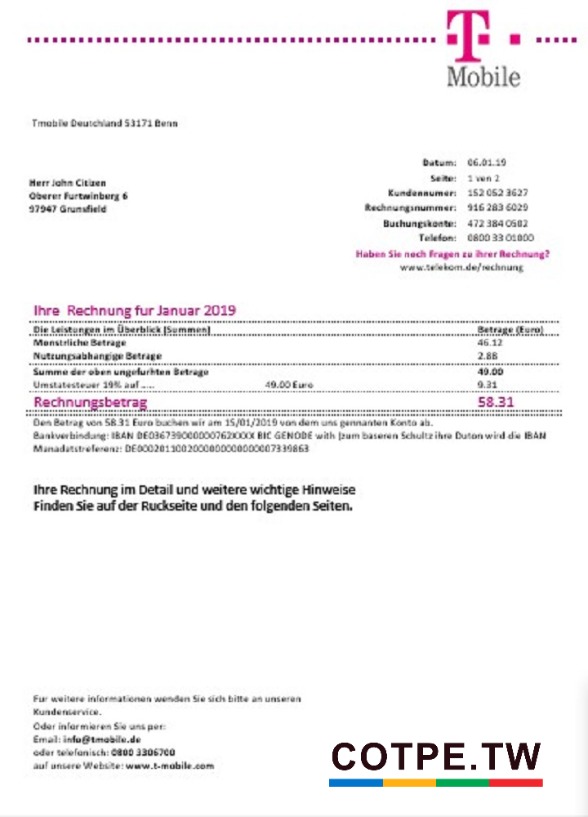 T
Mobile
Tmobile Deutchland 53171 Benn
Datum: 06.01.19
Seite: 1 ven 2
Kundennumer: 152 052 3627
Rechnungsnummer: 916 283 6029
Buchungskonte: 472 384 0582
Telefon: 0800 33 01000
Haben Sie noch Fragen zu ihrer Rechnung?
www.telekom.de/rechnung
Herr John Citizen
Oberer Furtwinberg 6
97947 Grunsfield
Ihre Rechnung fur Januar 2019
Die Leistungen im Überblick (Summen) Betrage (Euro)
Monstrliche Betrage 46.12
Nutzungsabhangige Betrage 2.88
Summe der oben ungefurhten Betrage 49.00
Umstatesteuer 19% auf ..... 49.00 Euro 9.31
Rechnungsbetrag 58.31
Den Betrag von 58.31 Euro buchen wir am 15/01/2019 von dem uns gennanten Konto ab.
Bankverbindung: IBAN BIC GENODE with (zum baseren Schultz ihre Duton wird die IBAN
Manadatstreferenz:
Ihre Rechnung im Detail und weitere wichtige Hinweise
Finden Sie auf der Ruckseite und den folgenden Seiten.
Fur weitere informationen wenden Sie sich bitte an unseren
Kundenservice.
Oder informieren Sie uns per:
Email: info@tmobile.de
oder telefonisch: 0800 3306700
auf unsere Website: www.t-mobile.com
COTPE.TW